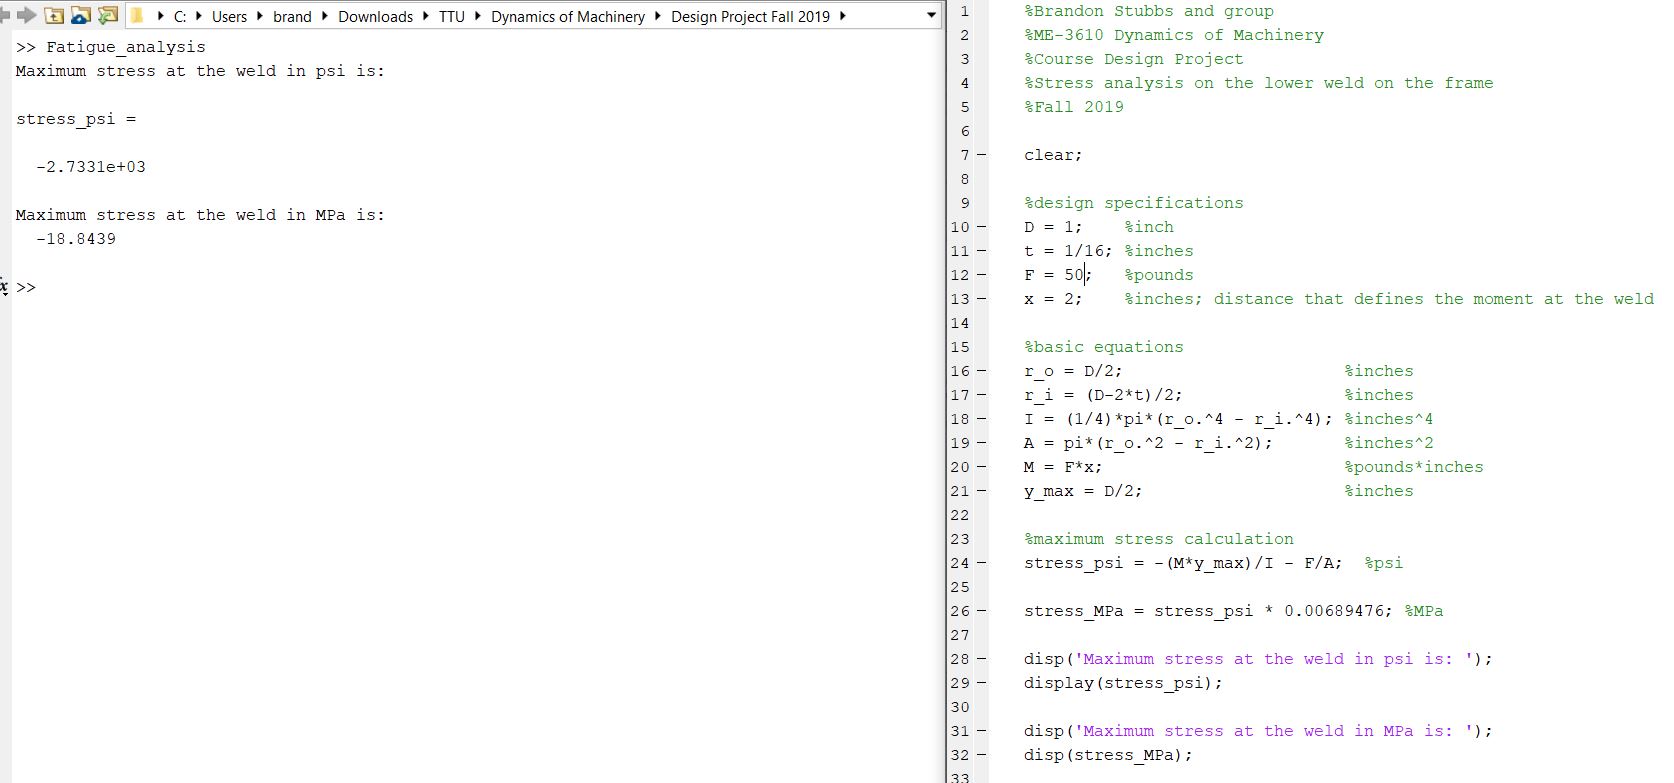 C: Users brand Downloads TTU Dynamics of Machinery Design Project Fall 2019
>> Fatigue_analysis
Maximum stress at the weld in psi is:
stress_psi =
-2.7331e+03
Maximum stress at the weld in MPa is:
-18.8439
>>
1 %Brandon Stubbs and group
2 %ME-3610 Dynamics of Machinery
3 %Course Design Project
4 %Stress analysis on the lower weld on the frame
5 %Fall 2019
6
7 - clear;
8
9 %design specifications
10 - D = 1; %inch
11 - t = 1/16; %inches
12 - F = 50; %pounds
13 - x = 2; %inches; distance that defines the moment at the weld
14
15 %basic equations
16 - r_o = D/2; %inches
17 - r_i = (D-2*t)/2; %inches
18 - I = (1/4)*pi*(r_o.^4 - r_i.^4); %inches^4
19 - A = pi*(r_o.^2 - r_i.^2); %inches^2
20 - M = F*x; %pounds*inches
21 - y_max = D/2; %inches
22
23 %maximum stress calculation
24 - stress_psi = -(M*y_max)/I - F/A; %psi
25
26 - stress_MPa = stress_psi * 0.00689476; %MPa
27
28 - disp('Maximum stress at the weld in psi is: ');
29 - display(stress_psi);
30
31 - disp('Maximum stress at the weld in MPa is: ');
32 - disp(stress_MPa);
33